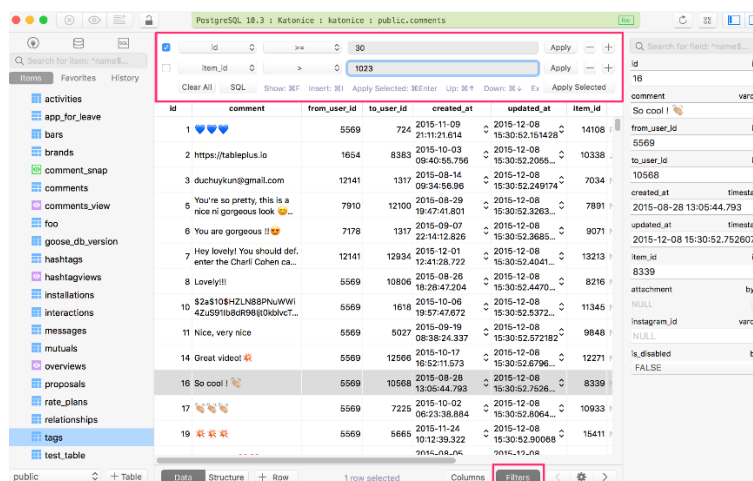 PostgreSQL 10.3 : Katonice : katonice : public.comments
loc
SQL
Search for item: ^name$...
Items Favorites History
activities
app_for_leave
bars
brands
comment_snap
comments
comments_view
foo
goose_db_version
hashtags
hashtagviews
installations
interactions
messages
mutuals
overviews
proposals
rate_plans
relationships
tags
test_table
public + Table
id >= 30 Apply
item_id > 1023 Apply
Clear All SQL Show: ⌘F Insert: ⌘I Apply Selected: ⌘Enter Up: ⌘↑ Down: ⌘↓ Ex Apply Selected
id comment from_user_id to_user_id created_at updated_at item_id
1 💙💙💙 5569 724 2015-11-09 21:11:21.614 2015-12-08 15:30:52.151428 14108
2 https://tableplus.io 1654 8383 2015-10-03 09:40:55.756 2015-12-08 15:30:52.2055... 10338
3 duchuykun@gmail.com 12141 1317 2015-08-14 09:34:56.96 2015-12-08 15:30:52.249174 7034
5 You're so pretty, this is a nice ni gorgeous look 😊... 7910 12100 2015-08-29 19:47:41.801 2015-12-08 15:30:52.3263... 7891
6 You are gorgeous !!😍 7178 1317 2015-09-07 22:14:12.826 2015-12-08 15:30:52.3685... 9071
7 Hey lovely! You should def. enter the Charli Cohen ca... 12141 12934 2015-12-01 12:41:28.722 2015-12-08 15:30:52.4041... 13213
8 Lovely!!! 5569 10806 2015-08-26 18:28:47.204 2015-12-08 15:30:52.4470... 8216
10 5569 1618 2015-10-06 19:57:47.672 2015-12-08 15:30:52.5372... 11345
11 Nice, very nice 5569 5027 2015-09-19 08:38:24.337 2015-12-08 15:30:52.572182 9848
14 Great video! 💥 5569 12566 2015-10-17 16:52:11.573 2015-12-08 15:30:52.6796... 12271
16 So cool ! 👏🏼 5569 10568 2015-08-28 13:05:44.793 2015-12-08 15:30:52.7526... 8339
17 👏🏼👏🏼👏🏼 5569 7225 2015-10-02 06:23:38.884 2015-12-08 15:30:52.8064... 10933
19 💥💥💥 5569 5665 2015-11-24 10:12:39.322 2015-12-08 15:30:52.90088 15411
2015-08-05 2015-12-08
Data Structure + Row 1 row selected Columns Filters
Search for field: ^name$...
id
16
comment varc
So cool ! 👏🏼
from_user_id
5569
to_user_id
10568
created_at timesta
2015-08-28 13:05:44.793
updated_at timesta
2015-12-08 15:30:52.752607
item_id
8339
attachment by
NULL
instagram_id varc
NULL
is_disabled b
FALSE